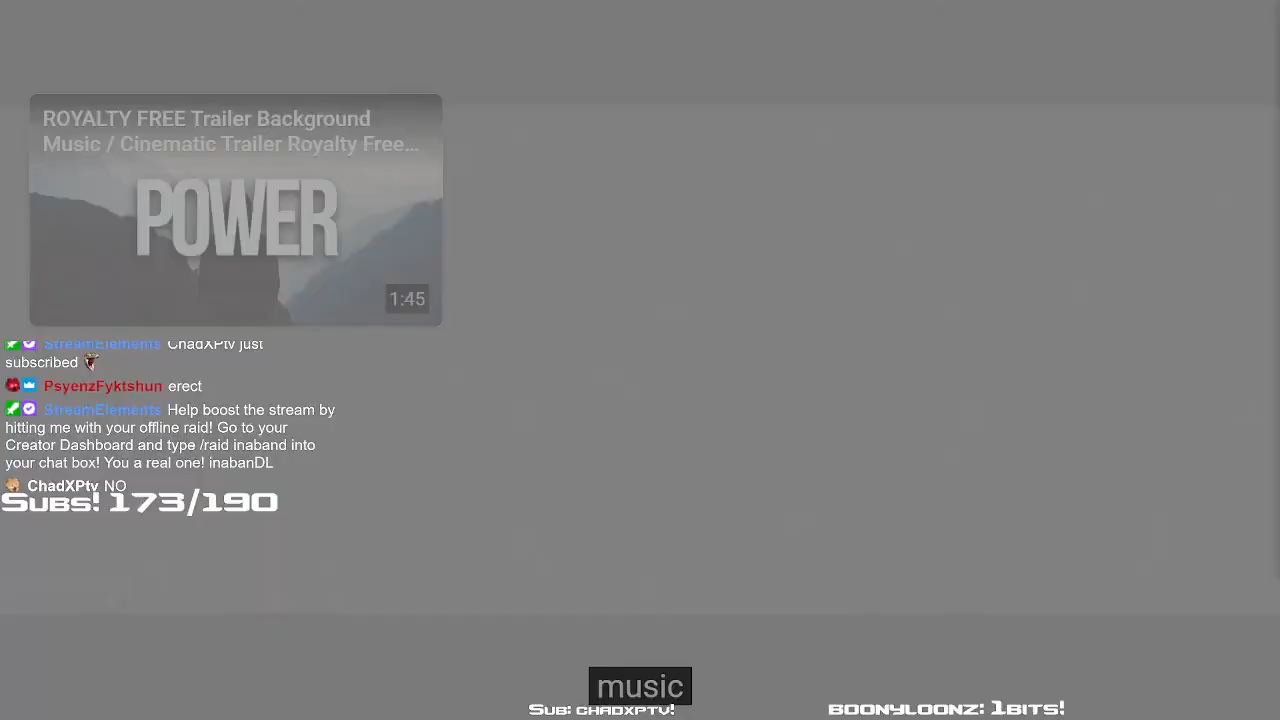 ROYALTY FREE Trailer Background
Music / Cinematic Trailer Royalty Free...
POWER
1:45
StreamElements ChadXPtv just
subscribed
PsyenzFyktshun erect
StreamElements Help boost the stream by
hitting me with your offline raid! Go to your
Creator Dashboard and type /raid inaband into
your chat box! You a real one! inabanDL
ChadXPtv NO
Subs! 173/190
music
Sub: chadxptv!
boonyloonz: 1bits!